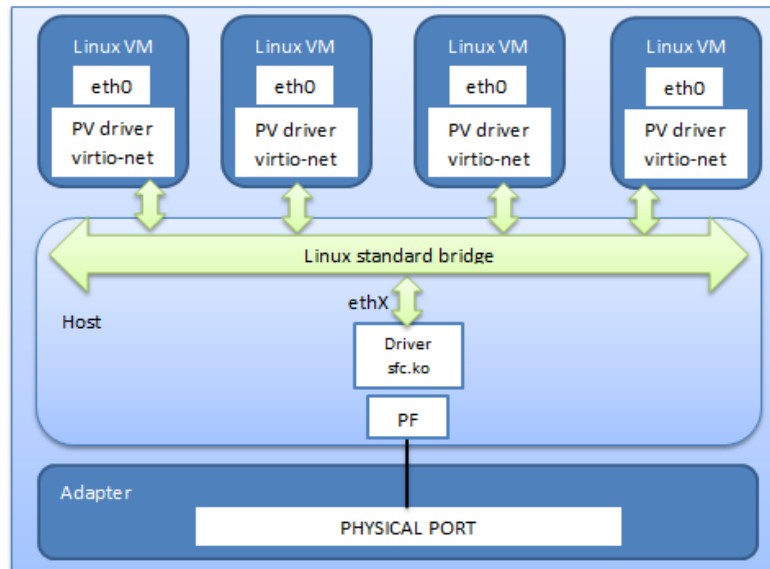 Linux VM
eth0
PV driver
virtio-net
Linux VM
eth0
PV driver
virtio-net
Linux VM
eth0
PV driver
virtio-net
Linux VM
eth0
PV driver
virtio-net
Linux standard bridge
ethX
Host
Driver
sfc.ko
PF
Adapter
PHYSICAL PORT